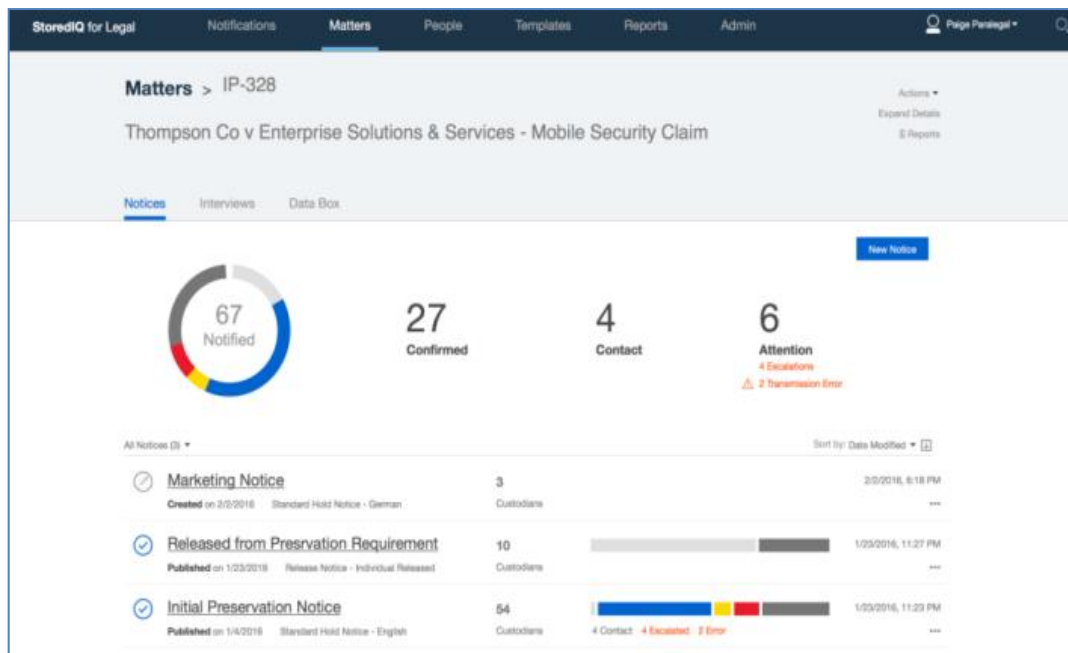 StoredIQ for Legal Notifications Matters People Templates Reports Admin Paige Paralegal
Matters > IP-328
Actions
Expand Details
Thompson Co v Enterprise Solutions & Services - Mobile Security Claim
Reports
Notices Interviews Data Box
New Notice
67
Notified
27
Confirmed
4
Contact
6
Attention
4 Escalations
2 Transmission Error
All Notices (3)
Sort by: Date Modified
Marketing Notice 3 2/2/2016, 6:18 PM
Created on 2/2/2016 Standard Hold Notice - German Custodians ...
Released from Presrvation Requirement 10 1/23/2016, 11:27 PM
Published on 1/23/2016 Release Notice - Individual Released Custodians ...
Initial Preservation Notice 54 1/23/2016, 11:23 PM
Published on 1/4/2016 Standard Hold Notice - English Custodians 4 Contact 4 Escalated 2 Error ...